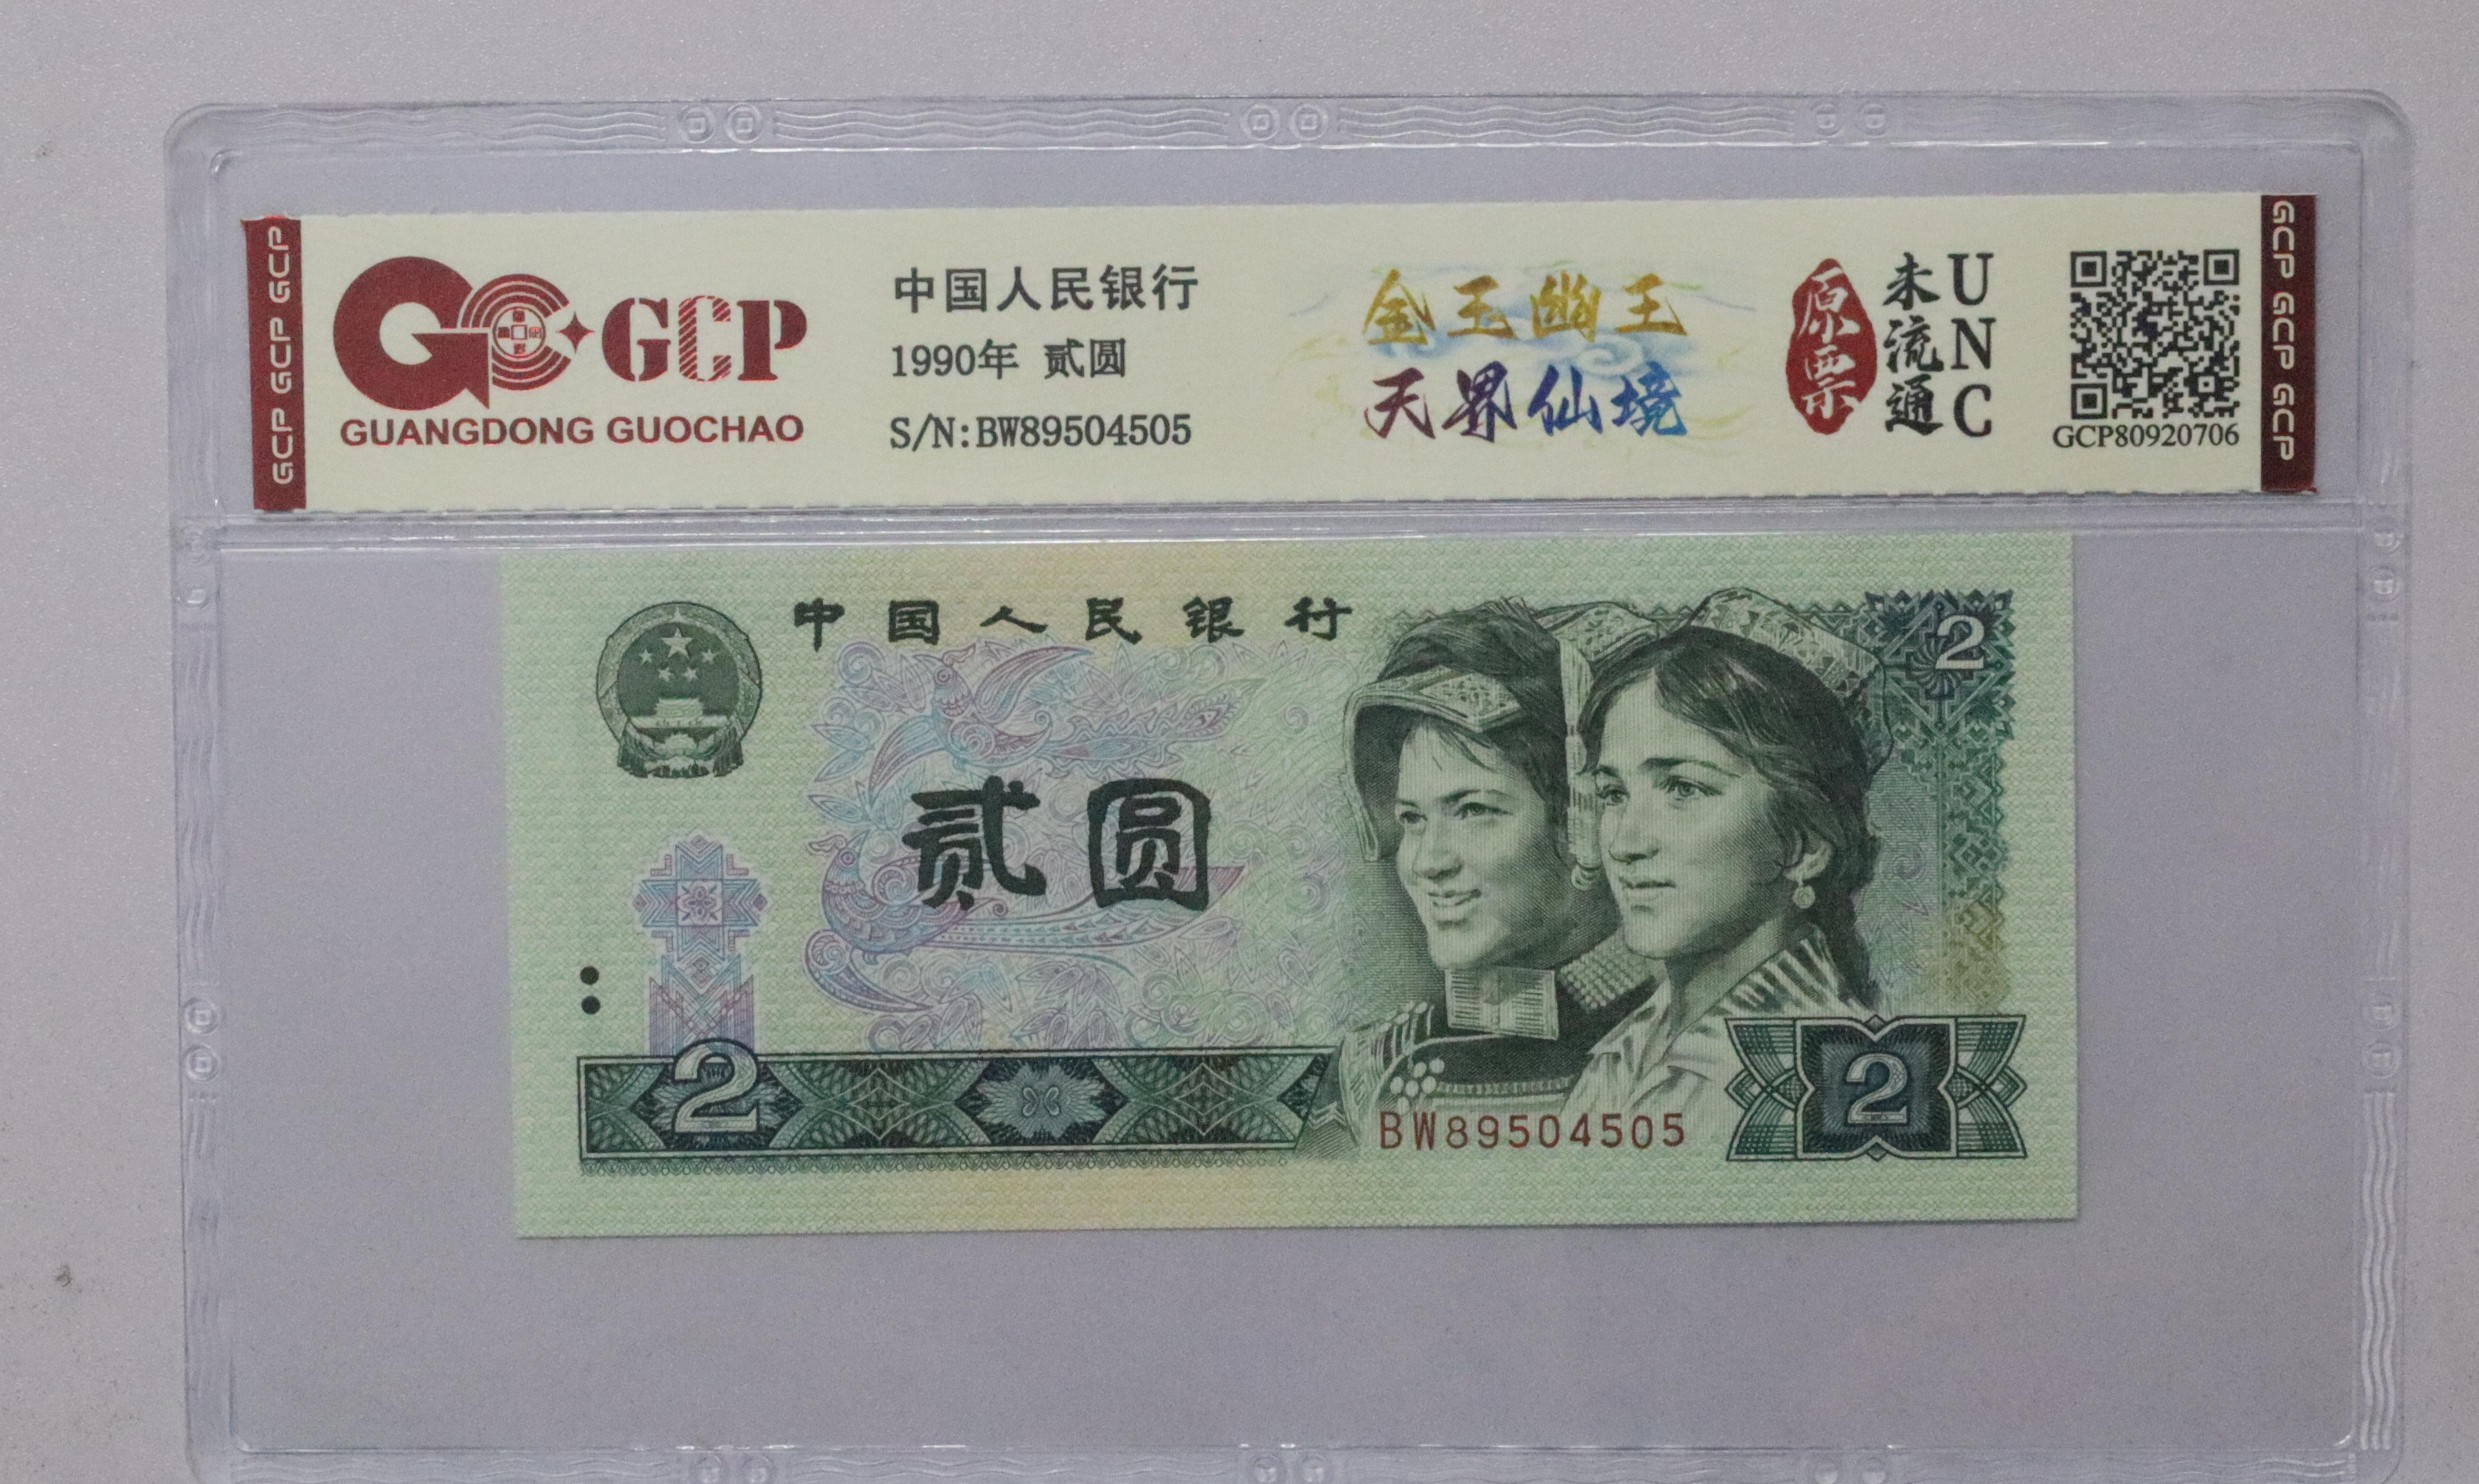 GCP GCP GCP
GCP
GUANGDONG GUOCHAO
中国人民银行
1990年 贰圆
S/N:BW89504505
金玉幽王
天界仙境
原票
未流通
UNC
GCP80920706
GCP GCP GCP
中国人民银行
2
贰圆
2
BW89504505
2